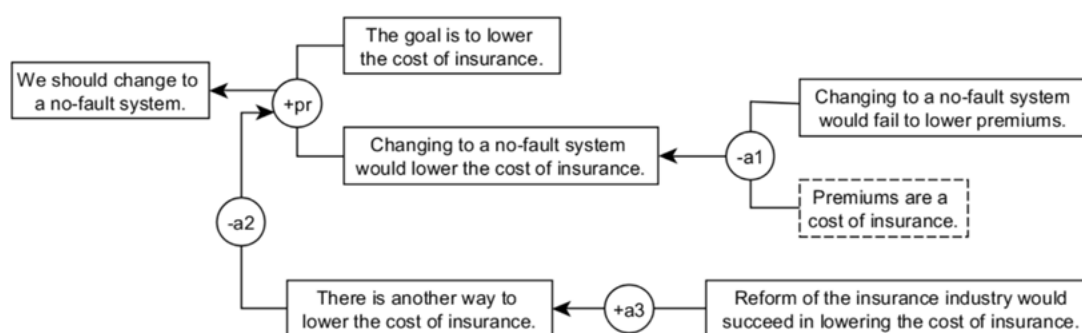 The goal is to lower
the cost of insurance.
We should change to
a no-fault system.
+pr
Changing to a no-fault system
would lower the cost of insurance.
-a1
Changing to a no-fault system
would fail to lower premiums.
Premiums are a
cost of insurance.
-a2
There is another way to
lower the cost of insurance.
+a3
Reform of the insurance industry would
succeed in lowering the cost of insurance.